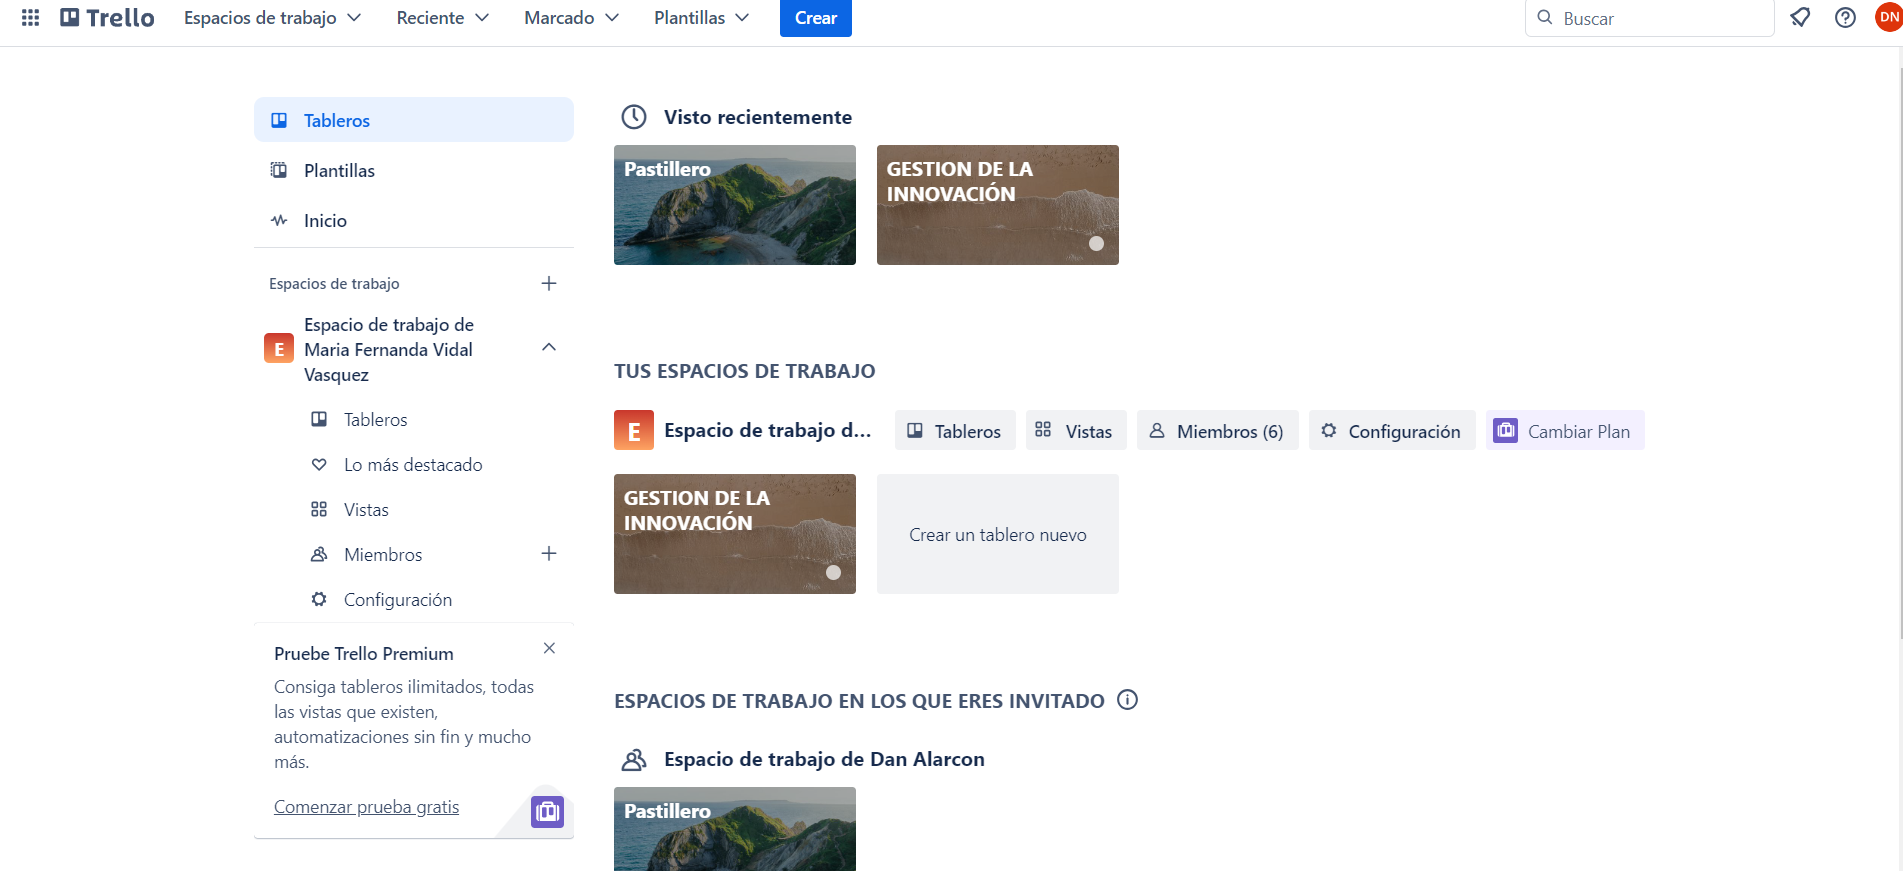 Trello
Espacios de trabajo
Reciente
Marcado
Plantillas
Crear
Buscar
DN
Tableros
Plantillas
Inicio
Espacios de trabajo
E
Espacio de trabajo de
Maria Fernanda Vidal
Vasquez
Tableros
Lo más destacado
Vistas
Miembros
Configuración
Pruebe Trello Premium
Consiga tableros ilimitados, todas
las vistas que existen,
automatizaciones sin fin y mucho
más.
Comenzar prueba gratis
Visto recientemente
Pastillero
GESTION DE LA
INNOVACIÓN
TUS ESPACIOS DE TRABAJO
E
Espacio de trabajo d...
Tableros
Vistas
Miembros (6)
Configuración
Cambiar Plan
GESTION DE LA
INNOVACIÓN
Crear un tablero nuevo
ESPACIOS DE TRABAJO EN LOS QUE ERES INVITADO
Espacio de trabajo de Dan Alarcon
Pastillero